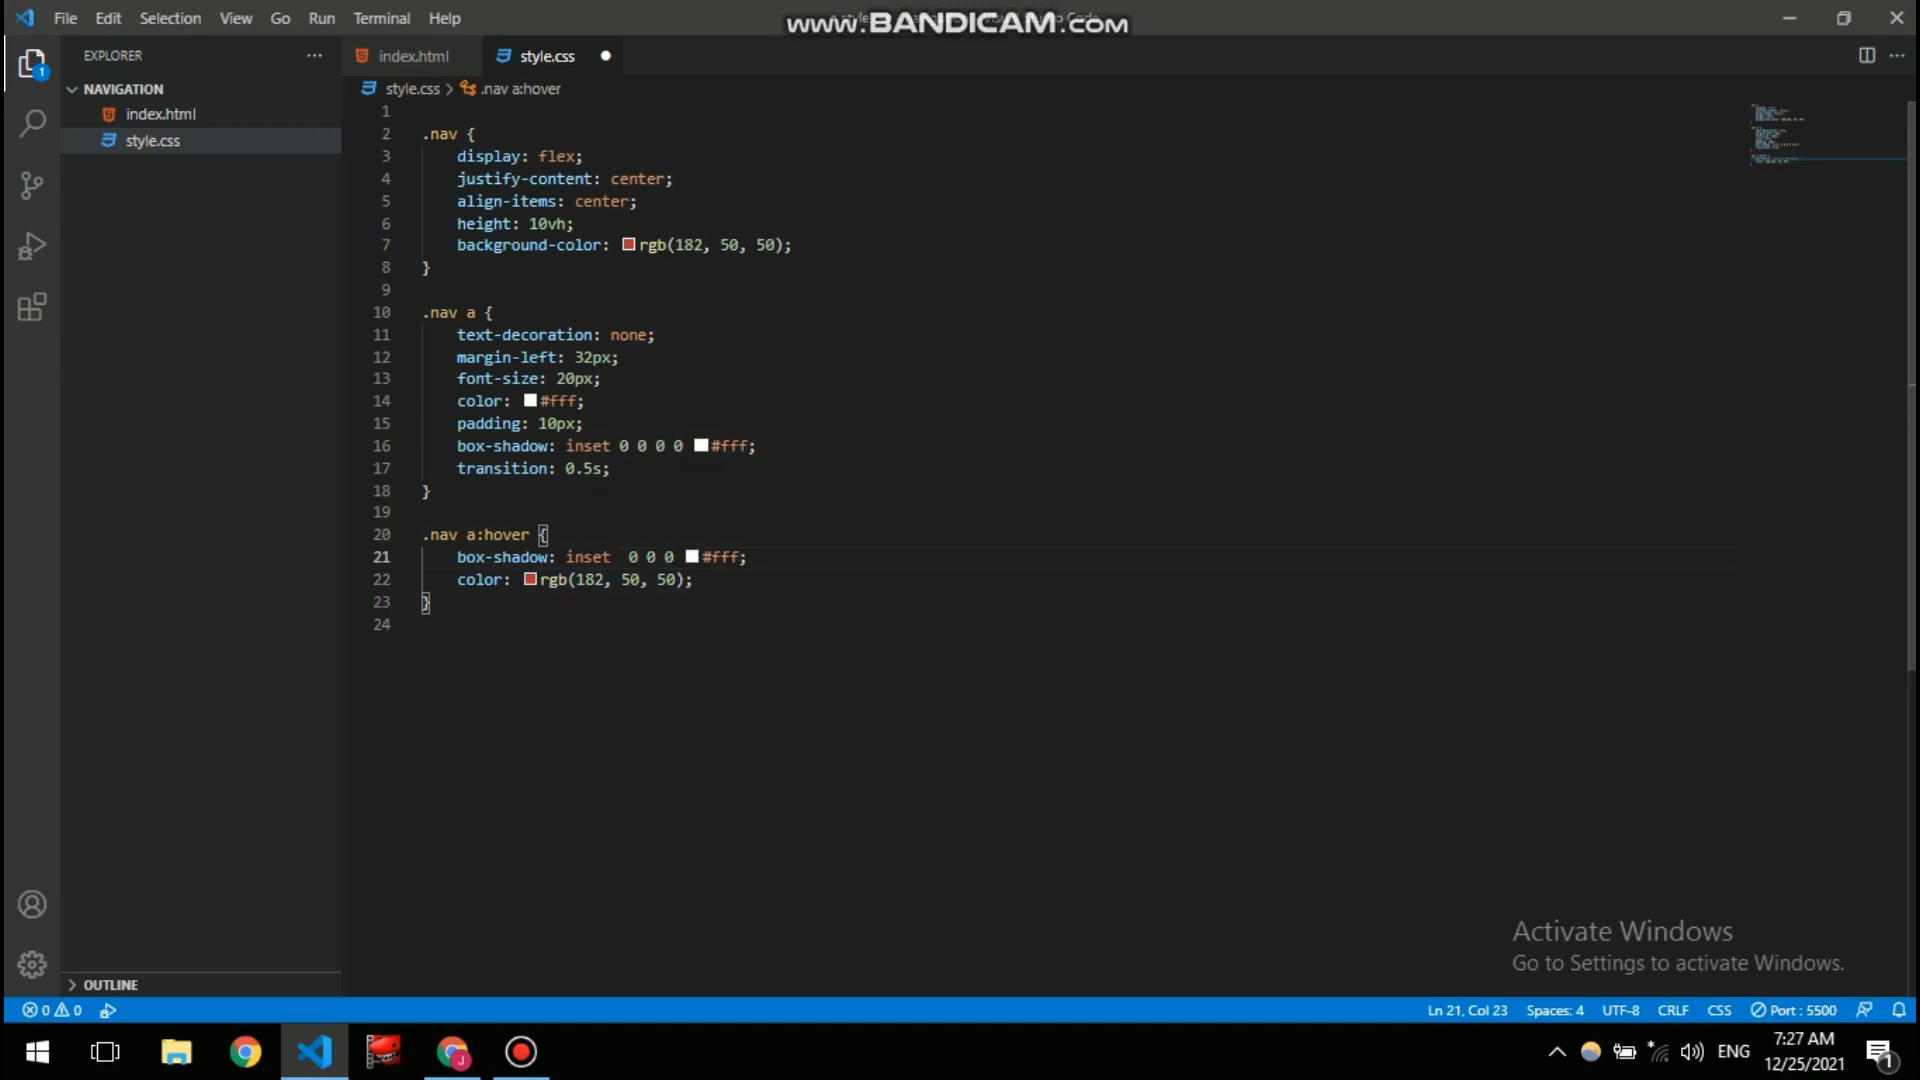 File Edit Selection View Go Run Terminal Help
www.BANDICAM.com
EXPLORER
index.html
style.css
NAVIGATION
index.html
style.css
style.css > .nav a:hover
1
2 .nav {
3 display: flex;
4 justify-content: center;
5 align-items: center;
6 height: 10vh;
7 background-color: rgb(182, 50, 50);
8 }
9
10 .nav a {
11 text-decoration: none;
12 margin-left: 32px;
13 font-size: 20px;
14 color: #fff;
15 padding: 10px;
16 box-shadow: inset 0 0 0 0 #fff;
17 transition: 0.5s;
18 }
19
20 .nav a:hover {
21 box-shadow: inset  0 0 0 #fff;
22 color: rgb(182, 50, 50);
23 }
24
Activate Windows
Go to Settings to activate Windows.
OUTLINE
0 0
Ln 21, Col 23 Spaces: 4 UTF-8 CRLF CSS Port : 5500
ENG
7:27 AM
12/25/2021
1
1
J